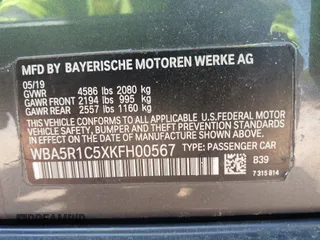 MFD BY BAYERISCHE MOTOREN WERKE AG
05/19
GVWR 4586 lbs 2080 kg
GAWR FRONT 2194 lbs 995 kg
GAWR REAR 2557 lbs 1160 kg
THIS VEHICLE CONFORMS TO ALL APPLICABLE U.S. FEDERAL MOTOR
VEHICLE SAFETY, BUMPER, AND THEFT PREVENTION STANDARDS
IN EFFECT ON THE DATE OF MANUFACTURE SHOWN ABOVE.
WBA5R1C5XKFH00567 TYPE: PASSENGER CAR
B39
7 315 814